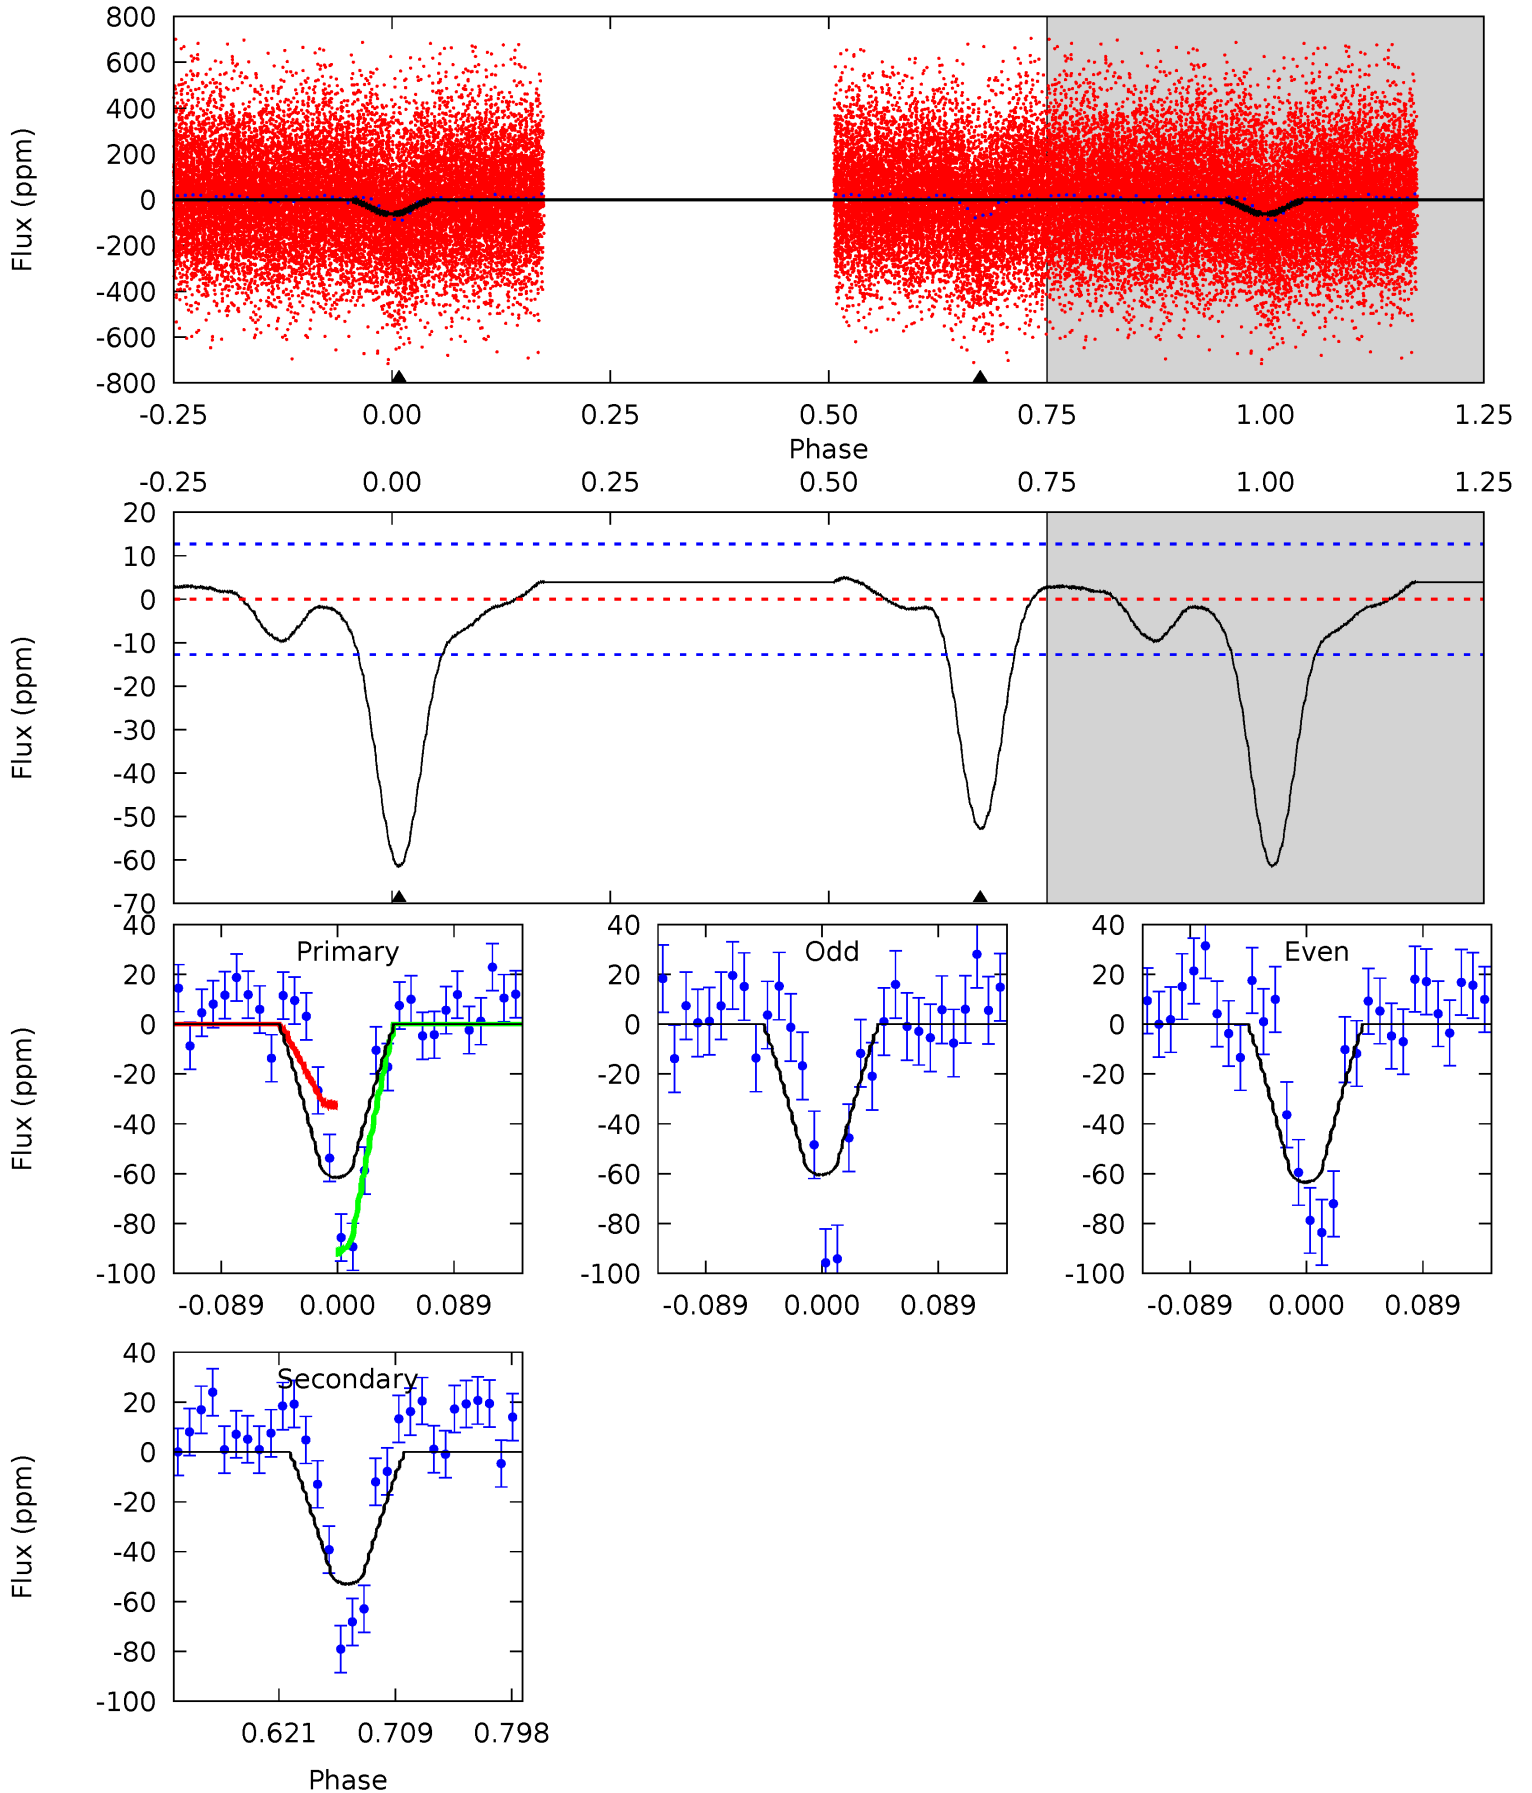 800
600
400
200
0
-200
-400
-600
-800
Flux (ppm)
-0.25 0.00 0.25 0.50 0.75 1.00 1.25
Phase
-0.25 0.00 0.25 0.50 0.75 1.00 1.25
20
10
0
-10
-20
-30
-40
-50
-60
-70
Flux (ppm)
Primary Odd Even
40 40 40
20 20 20
0 0 0
-20 -20 -20
-40 -40 -40
-60 -60 -60
-80 -80 -80
-100 -100 -100
Flux (ppm)
-0.089 0.000 0.089 -0.089 0.000 0.089 -0.089 0.000 0.089
Secondary
40
20
0
-20
-40
-60
-80
-100
Flux (ppm)
0.621 0.709 0.798
Phase